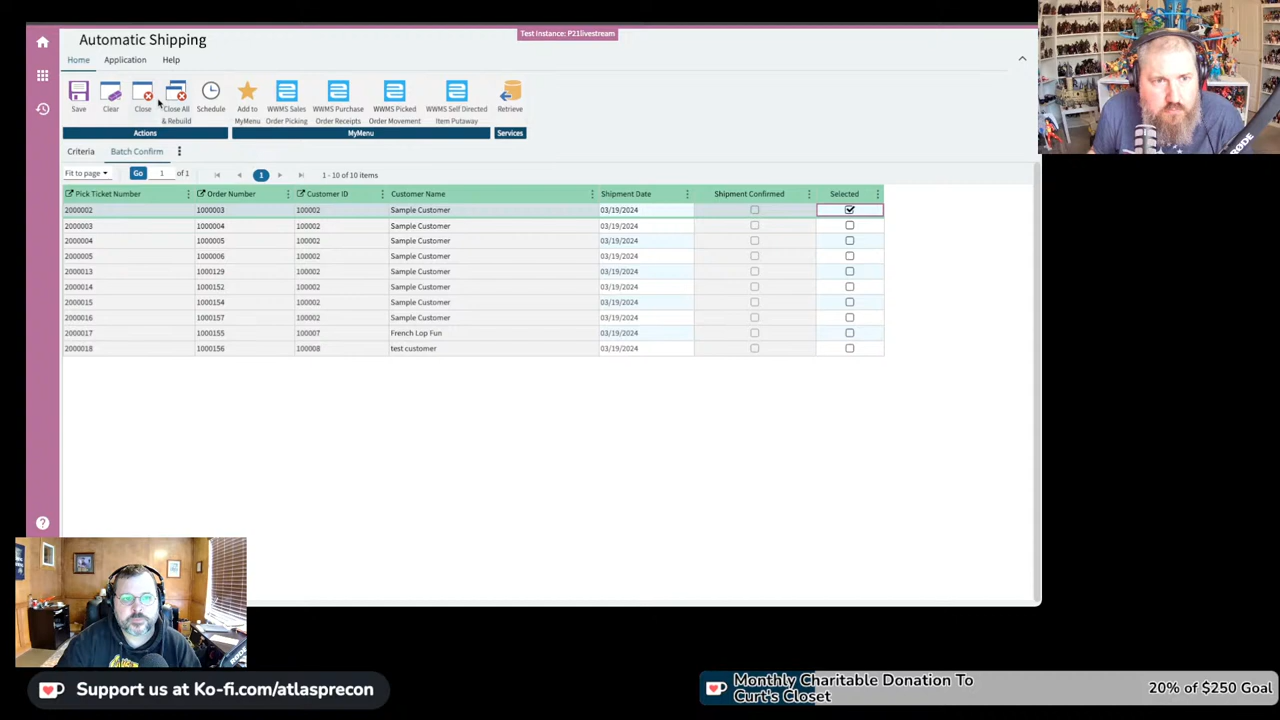 Test Instance: P21livestream
Automatic Shipping
Home Application Help
Save Clear Close Close All & Rebuild Schedule Add to MyMenu WWMS Sales Order Picking WWMS Purchase Order Receipts WWMS Picked Order Movement WWMS Self Directed Item Putaway Retrieve
Actions MyMenu Services
Criteria Batch Confirm
Fit to page Go 1 of 1 1 1 - 10 of 10 items
Pick Ticket Number Order Number Customer ID Customer Name Shipment Date Shipment Confirmed Selected
2000002 1000003 100002 Sample Customer 03/19/2024
2000003 1000004 100002 Sample Customer 03/19/2024
2000004 1000005 100002 Sample Customer 03/19/2024
2000005 1000006 100002 Sample Customer 03/19/2024
2000013 1000129 100002 Sample Customer 03/19/2024
2000014 1000152 100002 Sample Customer 03/19/2024
2000015 1000154 100002 Sample Customer 03/19/2024
2000016 1000157 100002 Sample Customer 03/19/2024
2000017 1000155 100007 French Lop Fun 03/19/2024
2000018 1000156 100008 test customer 03/19/2024
RØDE
Support us at Ko-fi.com/atlasprecon
Monthly Charitable Donation To
Curt's Closet
20% of $250 Goal